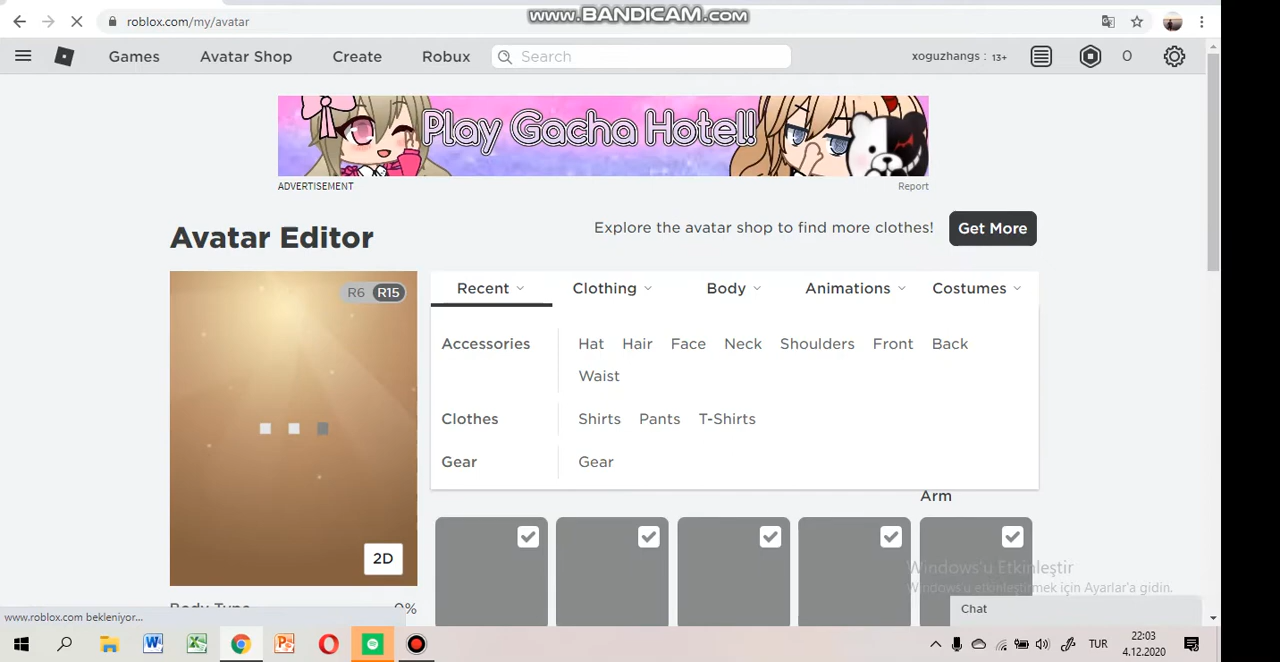 www.BANDICAM.com
roblox.com/my/avatar
Games Avatar Shop Create Robux Search xoguzhangs : 13+ 0
Play Gacha Hotel!
ADVERTISEMENT Report
Avatar Editor Explore the avatar shop to find more clothes! Get More
R6 R15
Recent Clothing Body Animations Costumes
Accessories Hat Hair Face Neck Shoulders Front Back
Waist
Clothes Shirts Pants T-Shirts
Gear Gear
Arm
2D
Windows'u Etkinleştir
Windows'u etkinleştirmek için Ayarlar'a gidin.
Body Type 0%
Chat
www.roblox.com bekleniyor...
TUR 22:03
4.12.2020